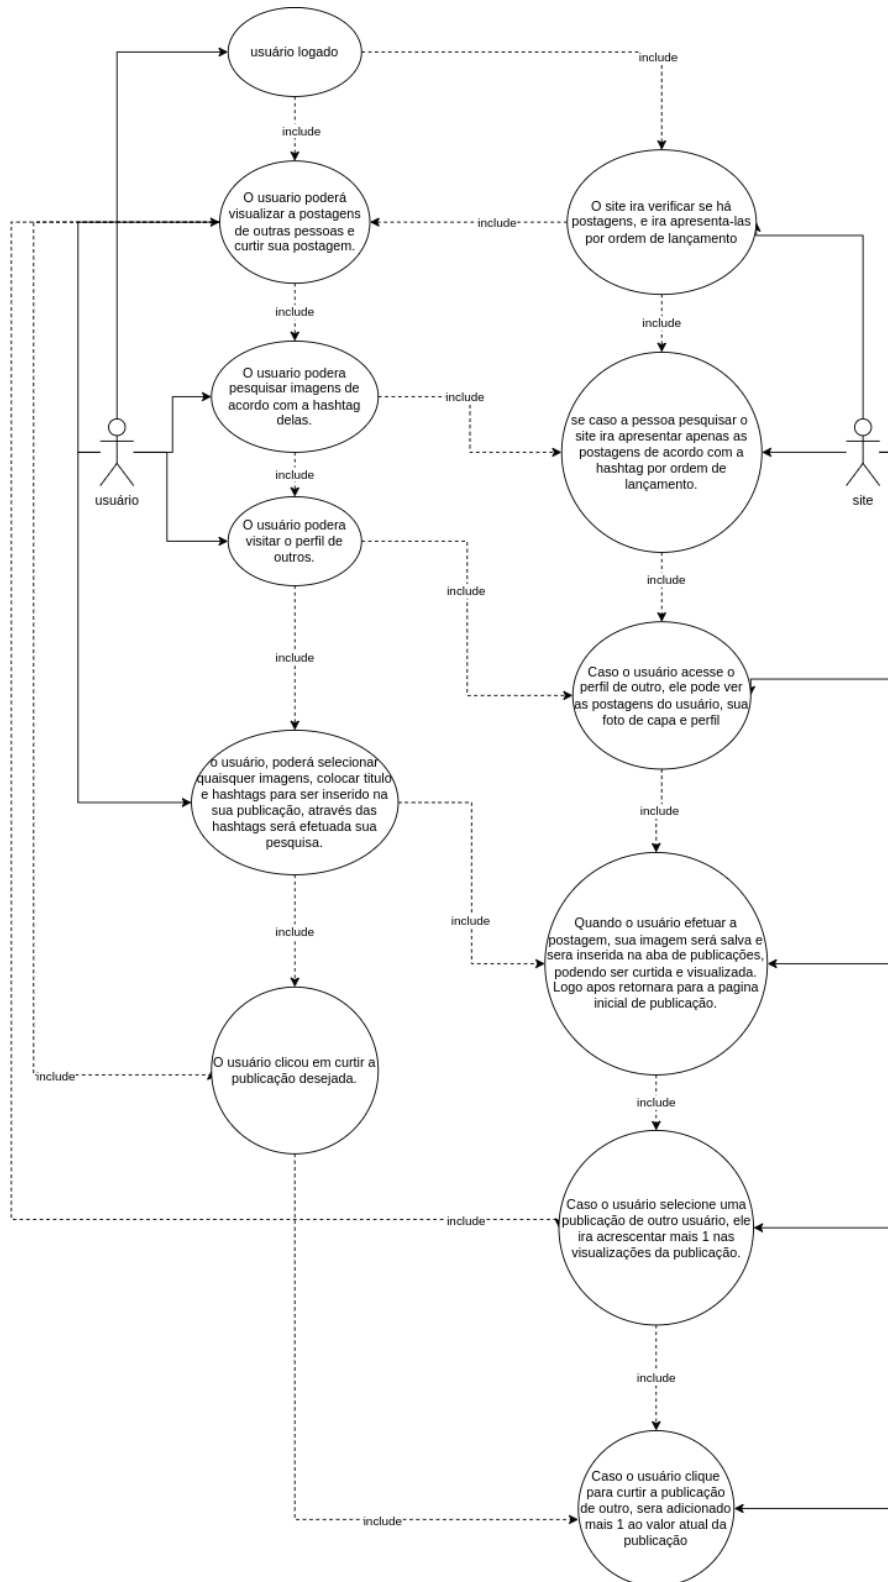 usuário logado
include
include
O usuario poderá
visualizar a postagens
de outras pessoas e
curtir sua postagem.
include
O site ira verificar se há
postagens, e ira apresenta-las
por ordem de lançamento
include
include
O usuario podera
pesquisar imagens de
acordo com a hashtag
delas.
include
se caso a pessoa pesquisar o
site ira apresentar apenas as
postagens de acordo com a
hashtag por ordem de
lançamento.
usuário
site
include
O usuário podera
visitar o perfil de
outros.
include
include
include
Caso o usuário acesse o
perfil de outro, ele pode ver
as postagens do usuário, sua
foto de capa e perfil
o usuário, poderá selecionar
quaisquer imagens, colocar titulo
e hashtags para ser inserido na
sua publicação, através das
hashtags será efetuada sua
pesquisa.
include
include
include
Quando o usuário efetuar a
postagem, sua imagem será salva e
sera inserida na aba de publicações,
podendo ser curtida e visualizada.
Logo apos retornara para a pagina
inicial de publicação.
O usuário clicou em curtir a
publicação desejada.
include
include
include
Caso o usuário selecione uma
publicação de outro usuário, ele
ira acrescentar mais 1 nas
visualizações da publicação.
include
Caso o usuário clique
para curtir a publicação
de outro, sera adicionado
mais 1 ao valor atual da
publicação
include